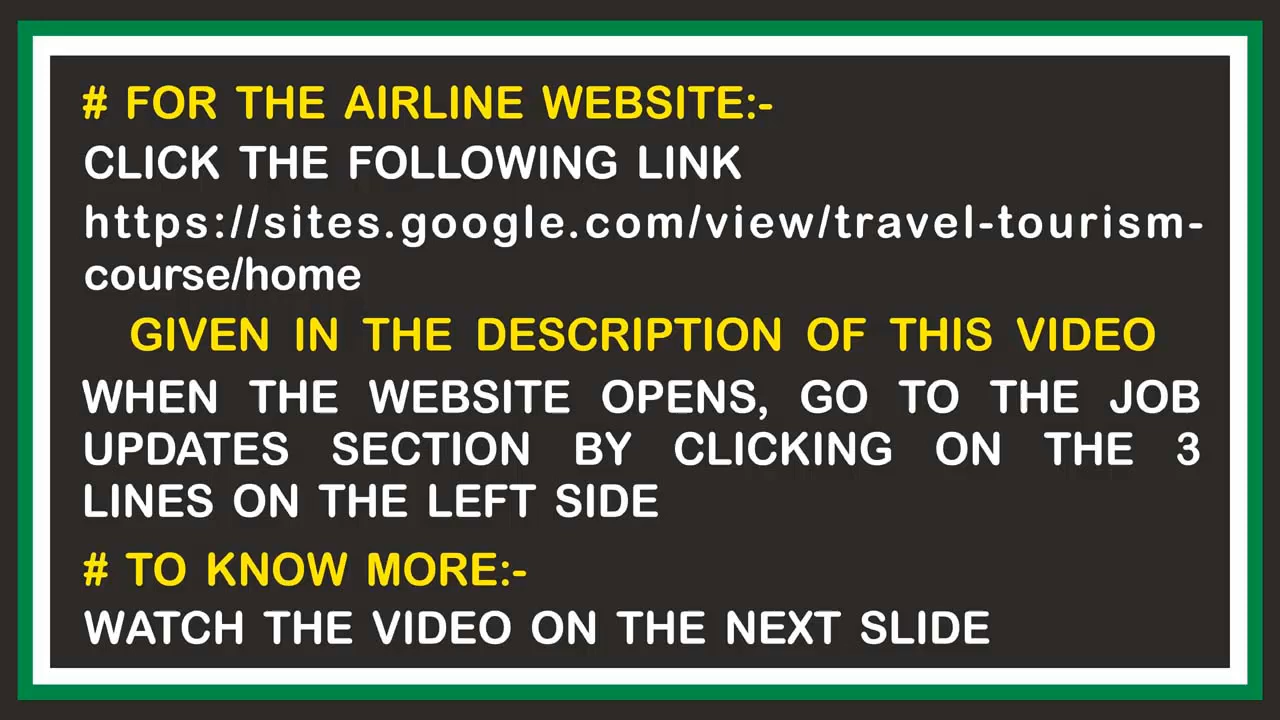 # FOR THE AIRLINE WEBSITE:-
CLICK THE FOLLOWING LINK
https://sites.google.com/view/travel-tourism-
course/home
GIVEN IN THE DESCRIPTION OF THIS VIDEO
WHEN THE WEBSITE OPENS, GO TO THE JOB
UPDATES SECTION BY CLICKING ON THE 3
LINES ON THE LEFT SIDE
# TO KNOW MORE:-
WATCH THE VIDEO ON THE NEXT SLIDE